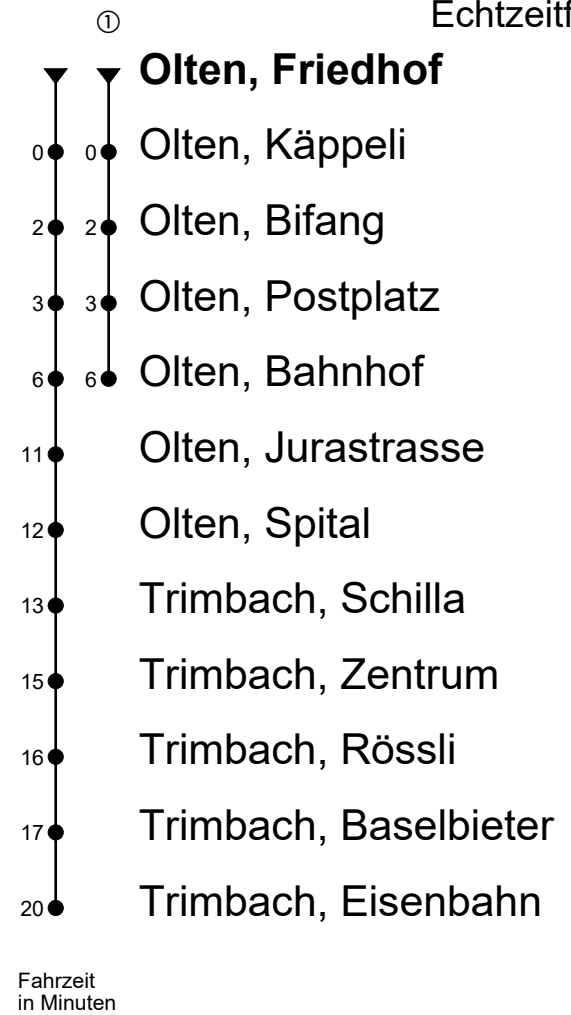 Echtzeitf
①
Olten, Friedhof
0 0 Olten, Käppeli
2 2 Olten, Bifang
3 3 Olten, Postplatz
6 6 Olten, Bahnhof
11 Olten, Jurastrasse
12 Olten, Spital
13 Trimbach, Schilla
15 Trimbach, Zentrum
16 Trimbach, Rössli
17 Trimbach, Baselbieter
20 Trimbach, Eisenbahn
Fahrzeit
in Minuten